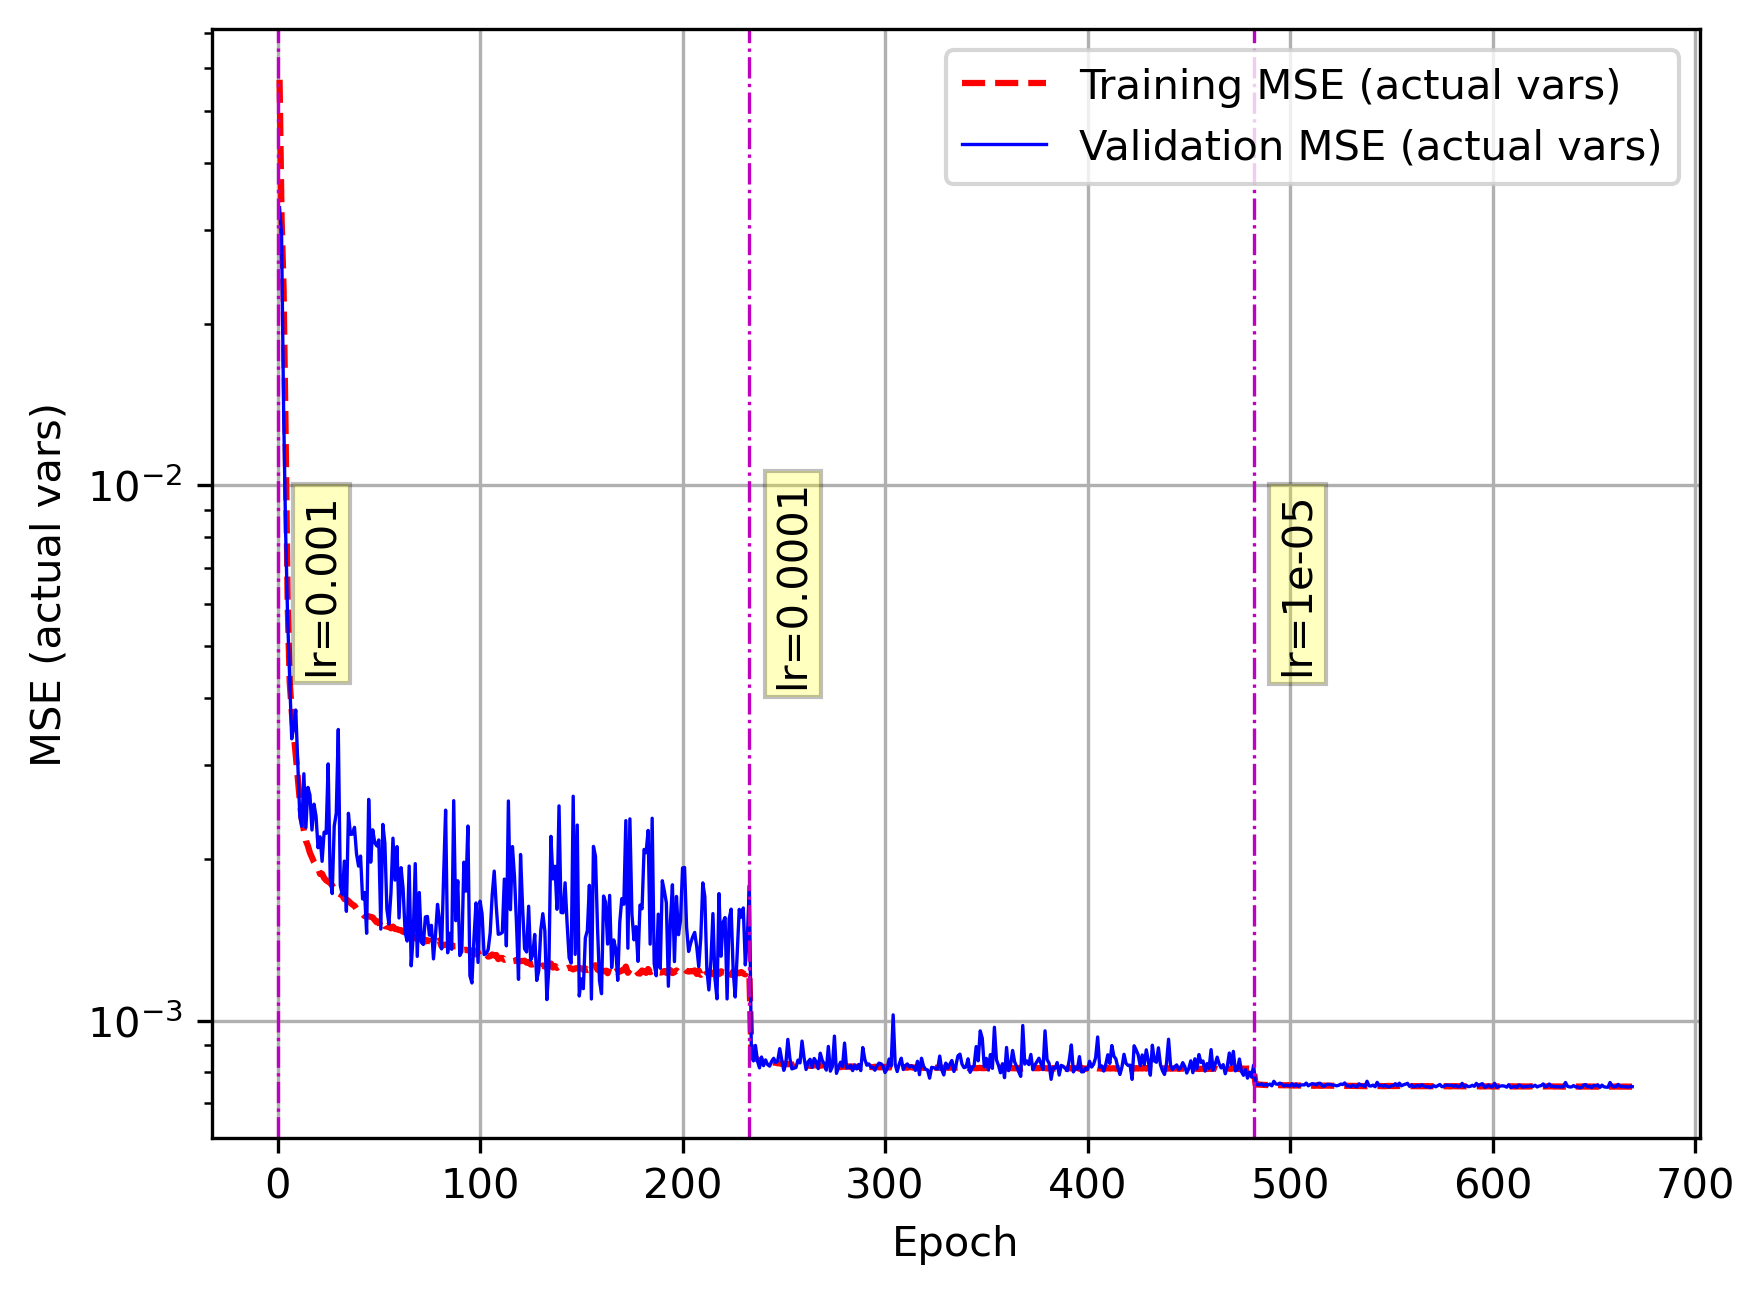 Training MSE (actual vars)
Validation MSE (actual vars)
MSE (actual vars)
10⁻²
10⁻³
lr=0.001
lr=0.0001
lr=1e-05
0 100 200 300 400 500 600 700
Epoch